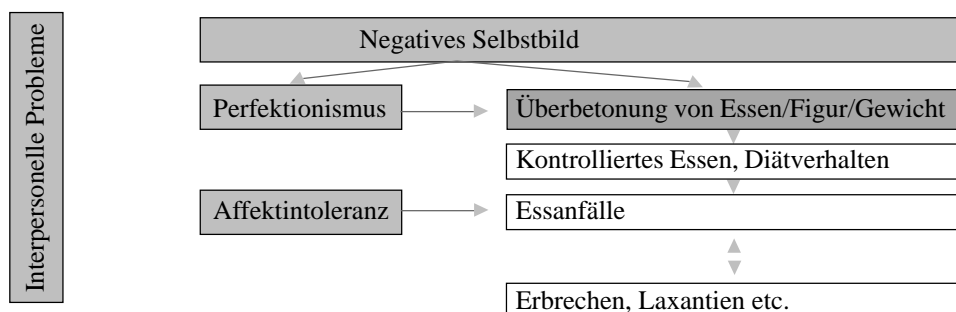 Interpersonelle Probleme
Negatives Selbstbild
Perfektionismus
Überbetonung von Essen/Figur/Gewicht
Kontrolliertes Essen, Diätverhalten
Affektintoleranz
Essanfälle
Erbrechen, Laxantien etc.